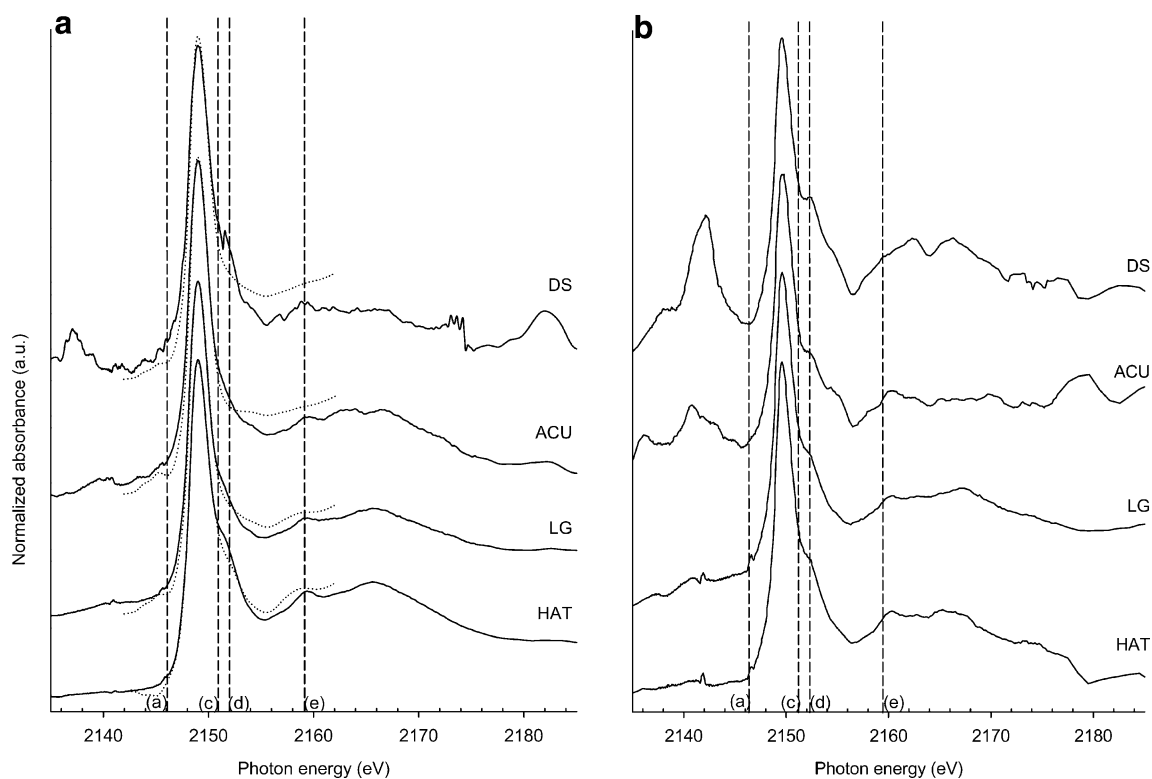 a
b
Normalized absorbance (a.u.)
DS
ACU
LG
HAT
(a)
(c)
(d)
(e)
2140
2150
2160
2170
2180
Photon energy (eV)
DS
ACU
LG
HAT
(a)
(c)
(d)
(e)
2140
2150
2160
2170
2180
Photon energy (eV)